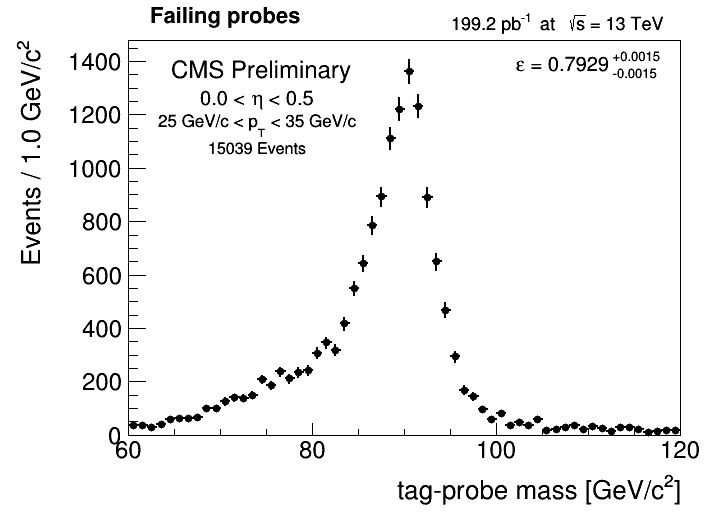 Failing probes
199.2 pb⁻¹ at √s = 13 TeV
CMS Preliminary
0.0 < η < 0.5
25 GeV/c < p_T < 35 GeV/c
15039 Events
ε = 0.7929 +0.0015 -0.0015
Events / 1.0 GeV/c²
1400
1200
1000
800
600
400
200
0
60 80 100 120
tag-probe mass [GeV/c²]